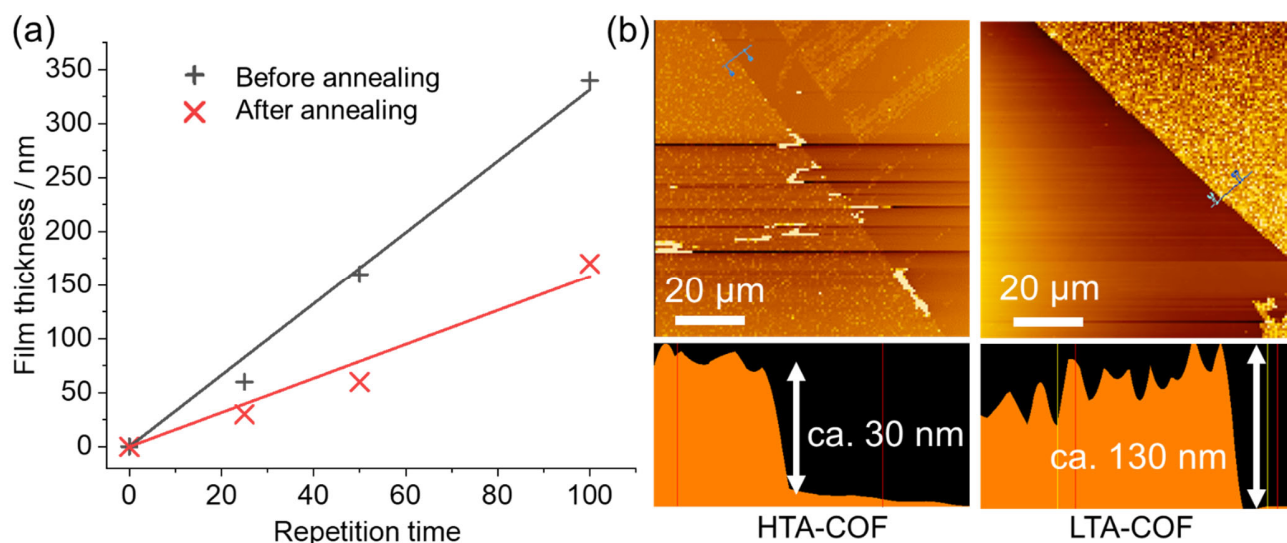 (a)
350
300
250
200
150
100
50
0
Film thickness / nm
Before annealing
After annealing
0 20 40 60 80 100
Repetition time
(b)
20 μm
20 μm
ca. 30 nm
ca. 130 nm
HTA-COF
LTA-COF